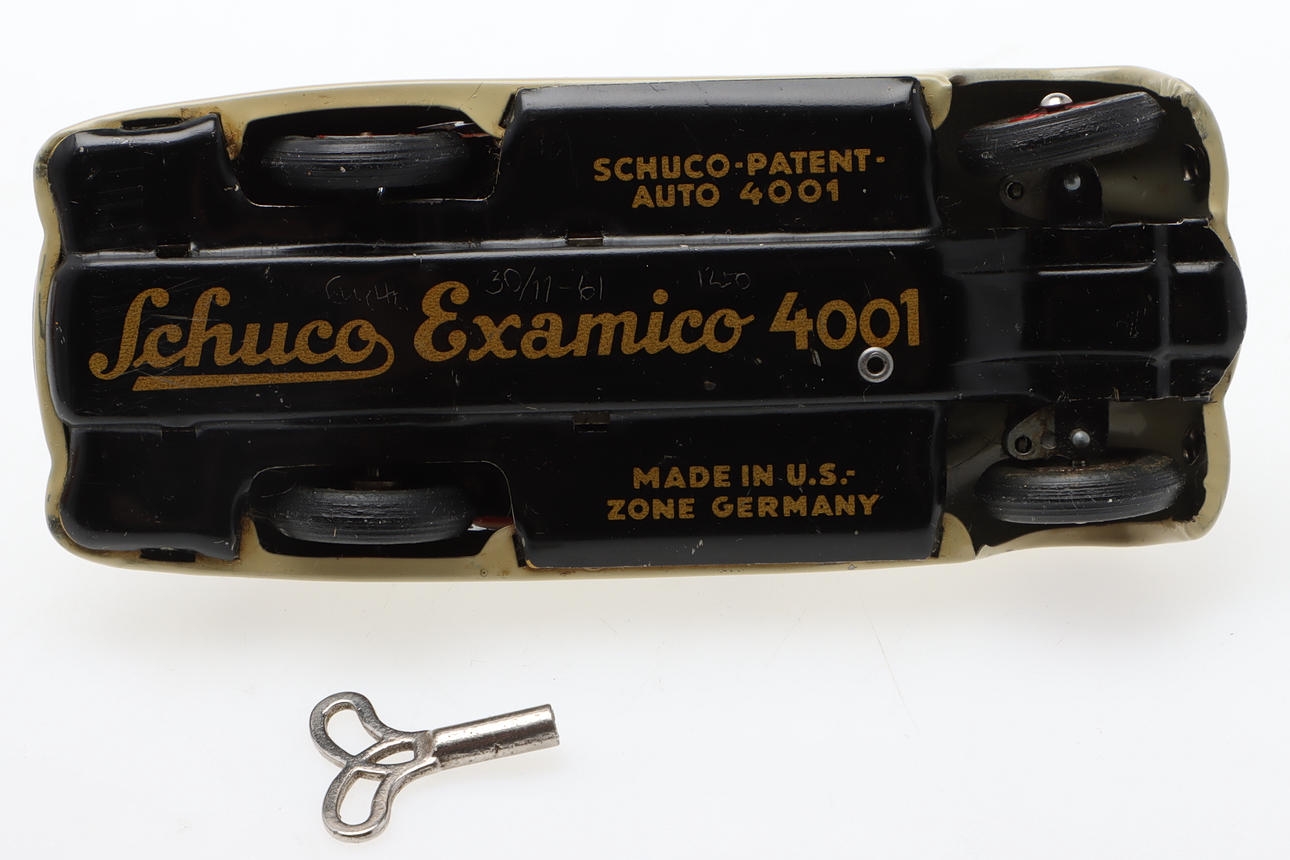 SCHUCO-PATENT-
AUTO 4001
30/11-61
Schuco Examico 4001
MADE IN U.S.-
ZONE GERMANY